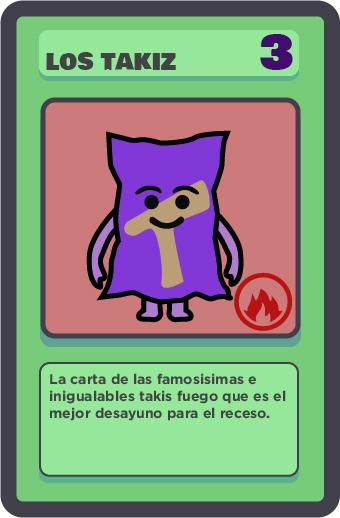 LOS TAKIZ 3
La carta de las famosisimas e
inigualables takis fuego que es el
mejor desayuno para el receso.